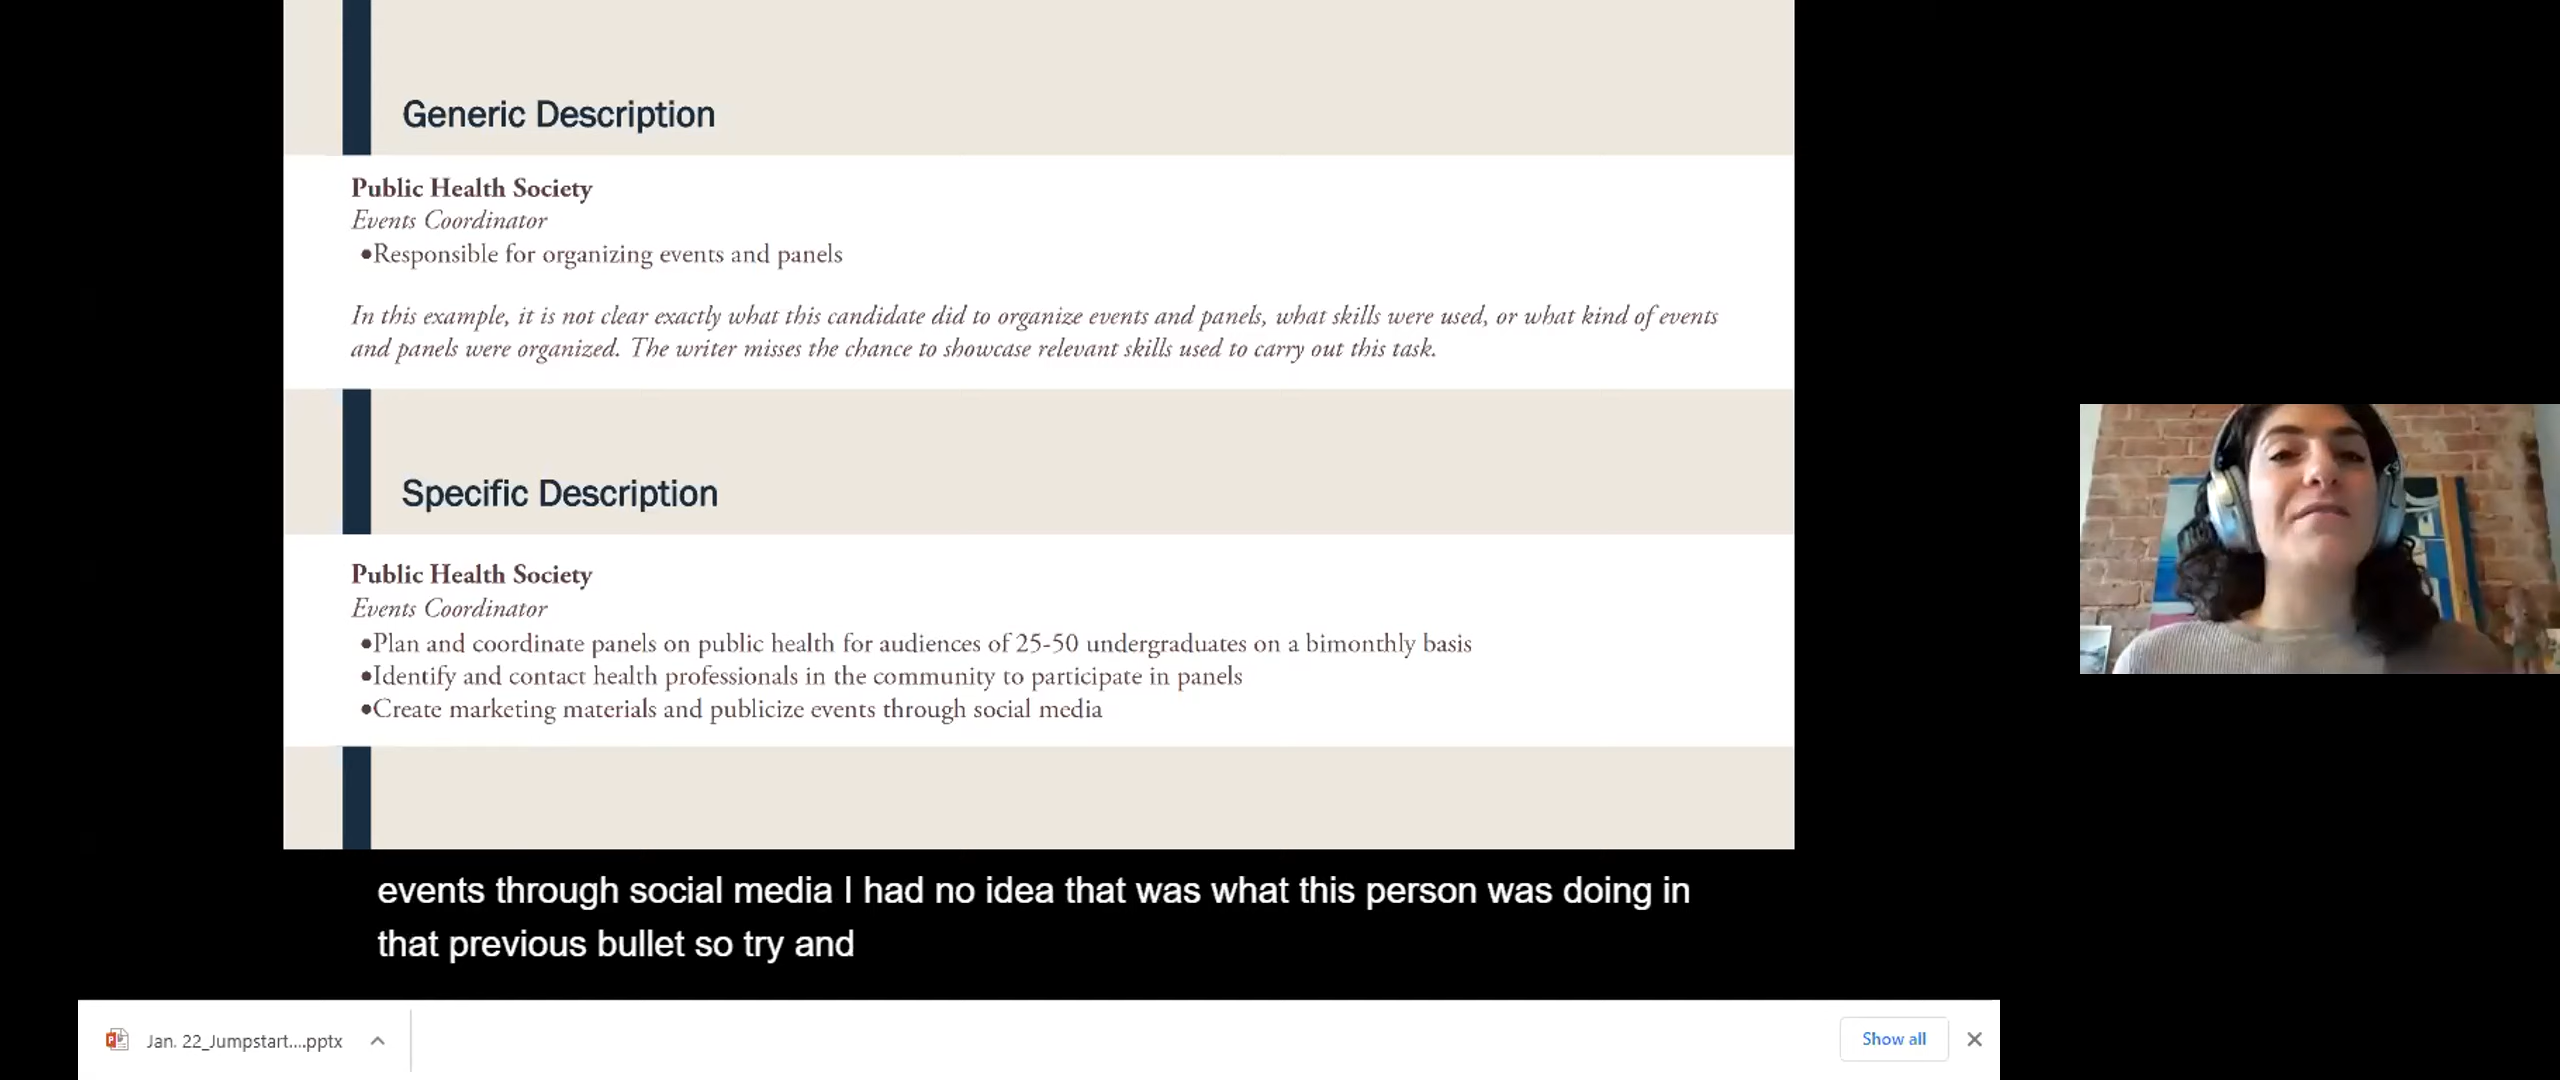 Generic Description
Public Health Society
Events Coordinator
•Responsible for organizing events and panels
In this example, it is not clear exactly what this candidate did to organize events and panels, what skills were used, or what kind of events
and panels were organized. The writer misses the chance to showcase relevant skills used to carry out this task.
Specific Description
Public Health Society
Events Coordinator
•Plan and coordinate panels on public health for audiences of 25-50 undergraduates on a bimonthly basis
•Identify and contact health professionals in the community to participate in panels
•Create marketing materials and publicize events through social media
events through social media I had no idea that was what this person was doing in
that previous bullet so try and
Jan. 22_Jumpstart....pptx
Show all